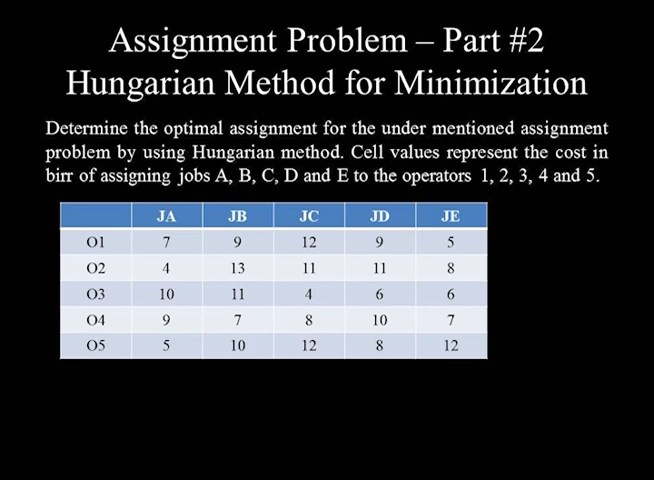 Assignment Problem – Part #2
Hungarian Method for Minimization
Determine the optimal assignment for the under mentioned assignment
problem by using Hungarian method. Cell values represent the cost in
birr of assigning jobs A, B, C, D and E to the operators 1, 2, 3, 4 and 5.
JA JB JC JD JE
O1 7 9 12 9 5
O2 4 13 11 11 8
O3 10 11 4 6 6
O4 9 7 8 10 7
O5 5 10 12 8 12